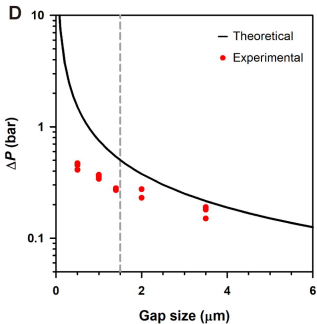 D
10
Theoretical
Experimental
1
ΔP (bar)
0.1
0 2 4 6
Gap size (μm)